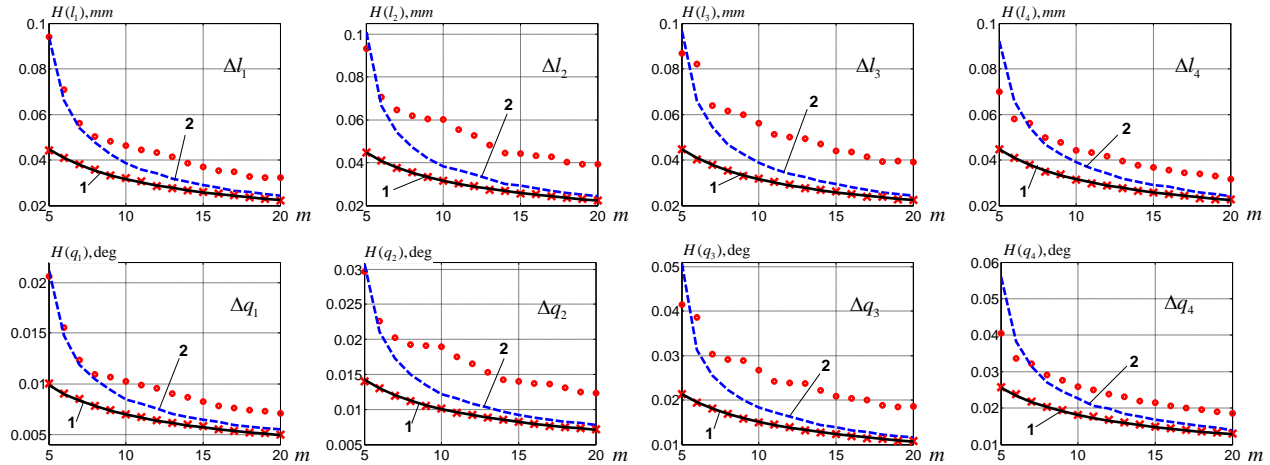 H(l₁), mm
0.1
0.08
0.06
0.04
0.02
Δl₁
2
1
5 10 15 20 m
H(l₂), mm
0.1
0.08
0.06
0.04
0.02
Δl₂
2
1
5 10 15 20 m
H(l₃), mm
0.1
0.08
0.06
0.04
0.02
Δl₃
2
1
5 10 15 20 m
H(l₄), mm
0.1
0.08
0.06
0.04
0.02
Δl₄
2
1
5 10 15 20 m
H(q₁), deg
0.02
0.015
0.01
0.005
Δq₁
2
1
5 10 15 20 m
H(q₂), deg
0.03
0.025
0.02
0.015
0.01
0.005
Δq₂
2
1
5 10 15 20 m
H(q₃), deg
0.05
0.04
0.03
0.02
0.01
Δq₃
2
1
5 10 15 20 m
H(q₄), deg
0.06
0.05
0.04
0.03
0.02
0.01
Δq₄
2
1
5 10 15 20 m